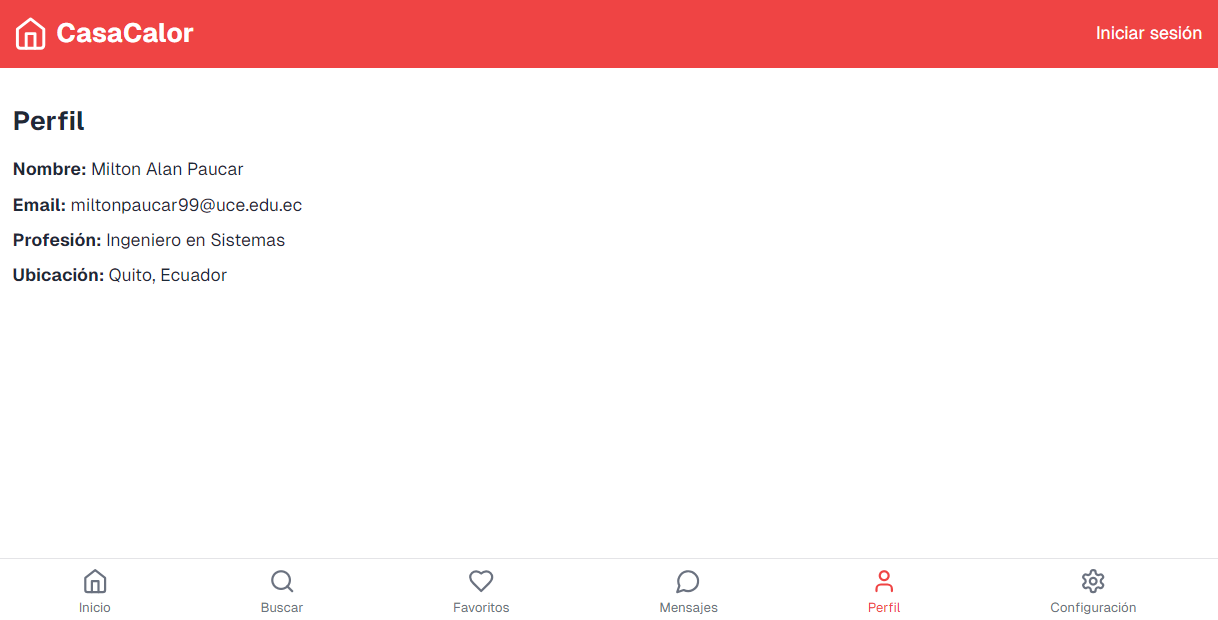 CasaCalor
Iniciar sesión
Perfil
Nombre: Milton Alan Paucar
Email: miltonpaucar99@uce.edu.ec
Profesión: Ingeniero en Sistemas
Ubicación: Quito, Ecuador
Inicio
Buscar
Favoritos
Mensajes
Perfil
Configuración